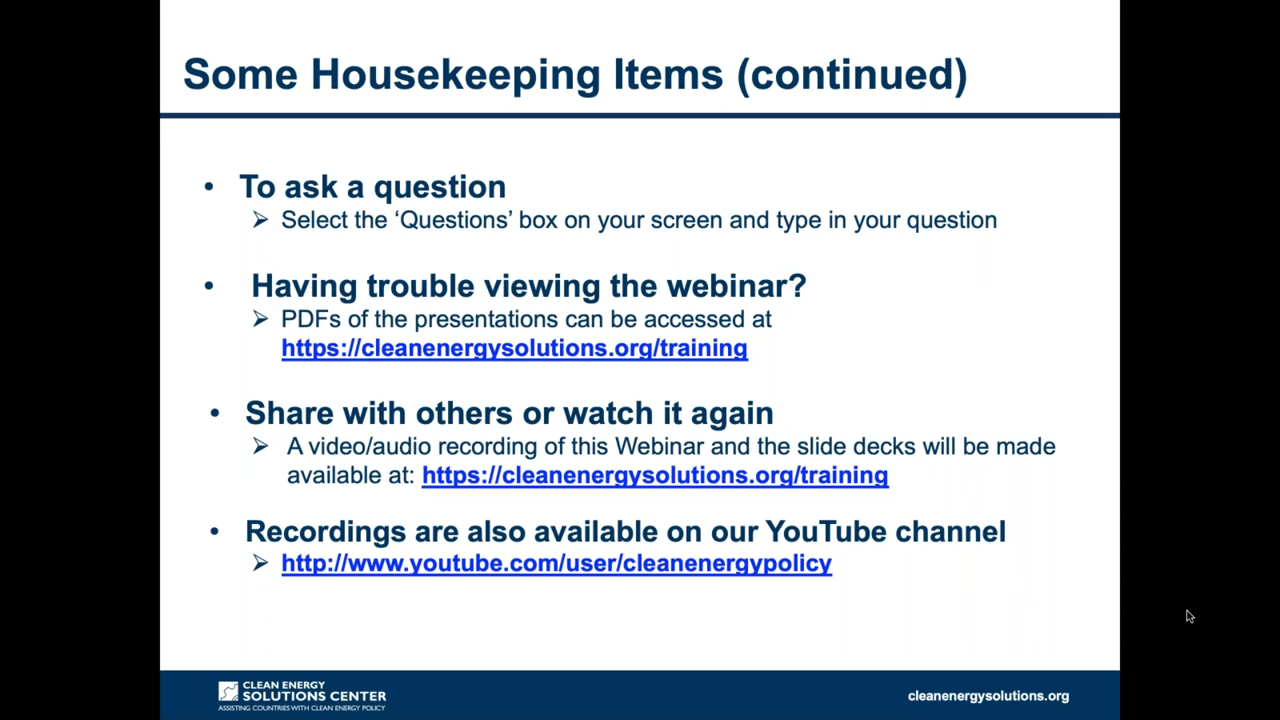 Some Housekeeping Items (continued)
• To ask a question
➢ Select the ‘Questions’ box on your screen and type in your question
• Having trouble viewing the webinar?
➢ PDFs of the presentations can be accessed at
https://cleanenergysolutions.org/training
• Share with others or watch it again
➢ A video/audio recording of this Webinar and the slide decks will be made
available at: https://cleanenergysolutions.org/training
• Recordings are also available on our YouTube channel
➢ http://www.youtube.com/user/cleanenergypolicy
CLEAN ENERGY
SOLUTIONS CENTER
ASSISTING COUNTRIES WITH CLEAN ENERGY POLICY
cleanenergysolutions.org